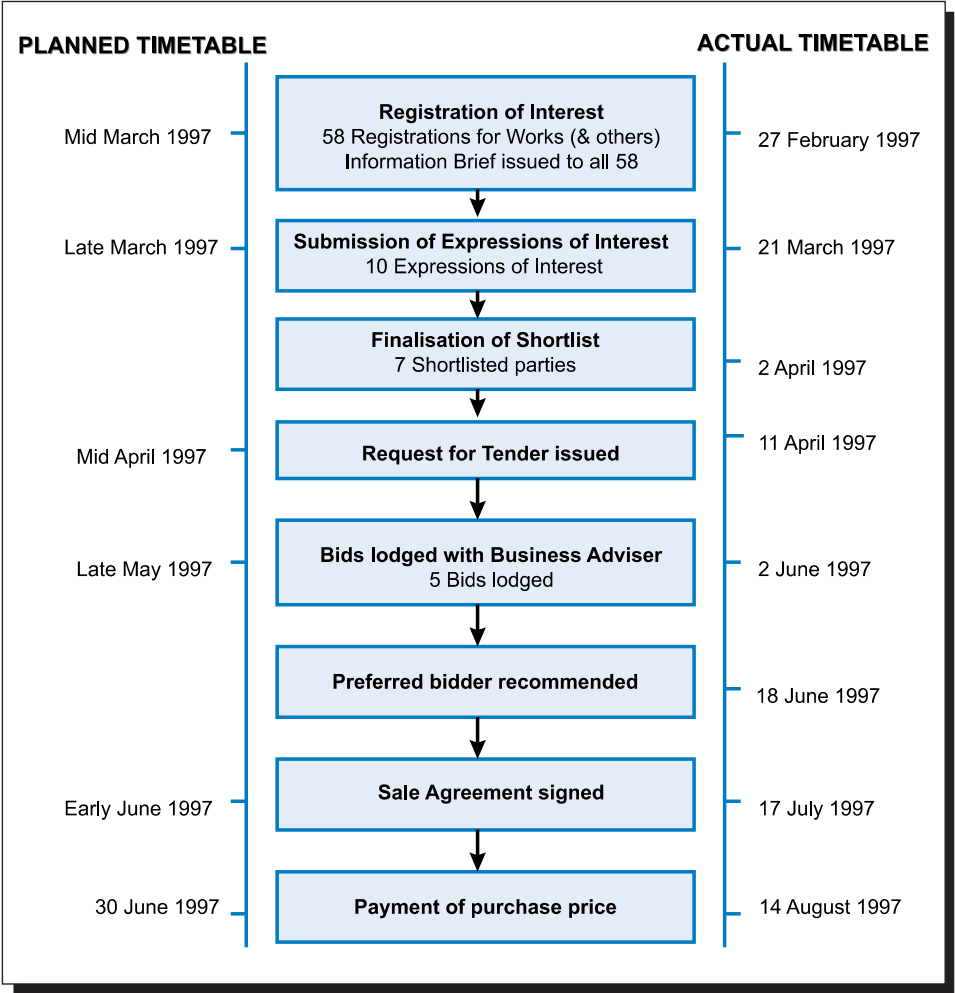 PLANNED TIMETABLE
ACTUAL TIMETABLE
Mid March 1997
Registration of Interest
58 Registrations for Works (& others)
Information Brief issued to all 58
27 February 1997
Late March 1997
Submission of Expressions of Interest
10 Expressions of Interest
21 March 1997
Finalisation of Shortlist
7 Shortlisted parties
2 April 1997
Mid April 1997
Request for Tender issued
11 April 1997
Late May 1997
Bids lodged with Business Adviser
5 Bids lodged
2 June 1997
Preferred bidder recommended
18 June 1997
Early June 1997
Sale Agreement signed
17 July 1997
30 June 1997
Payment of purchase price
14 August 1997